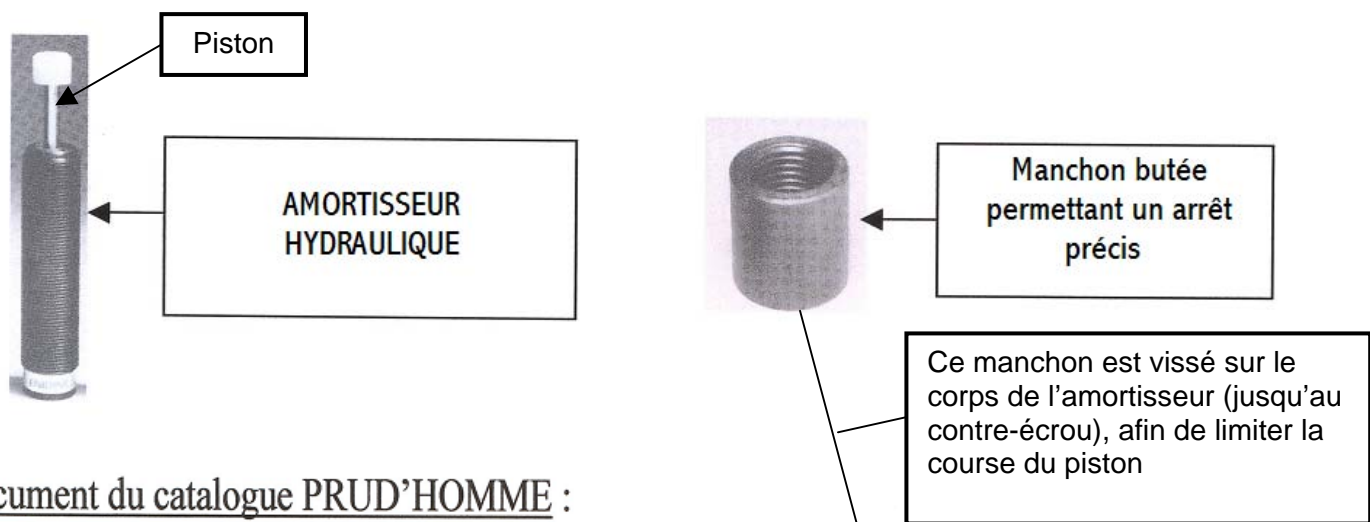 Piston
AMORTISSEUR
HYDRAULIQUE
Manchon butée
permettant un arrêt
précis
Ce manchon est vissé sur le
corps de l'amortisseur (jusqu'au
contre-écrou), afin de limiter la
course du piston
cument du catalogue PRUD'HOMME :